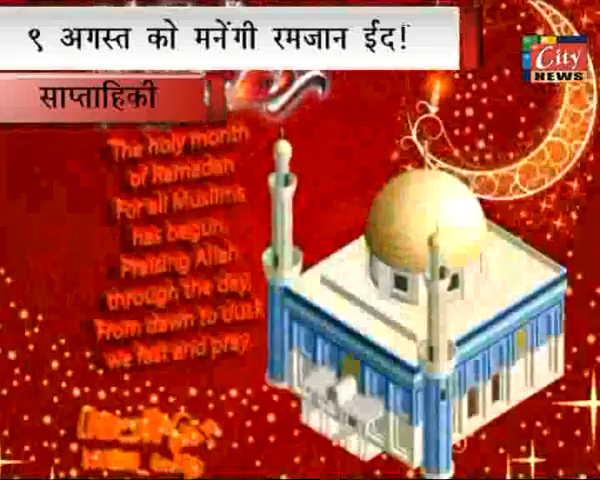 ९ अगस्त को मनेंगी रमजान ईद!
City
NEWS
साप्ताहिकी
The holy month
of Ramadan
For all Muslims
has begun.
Praising Allah
through the day,
From dawn to dusk
we fast and pray.